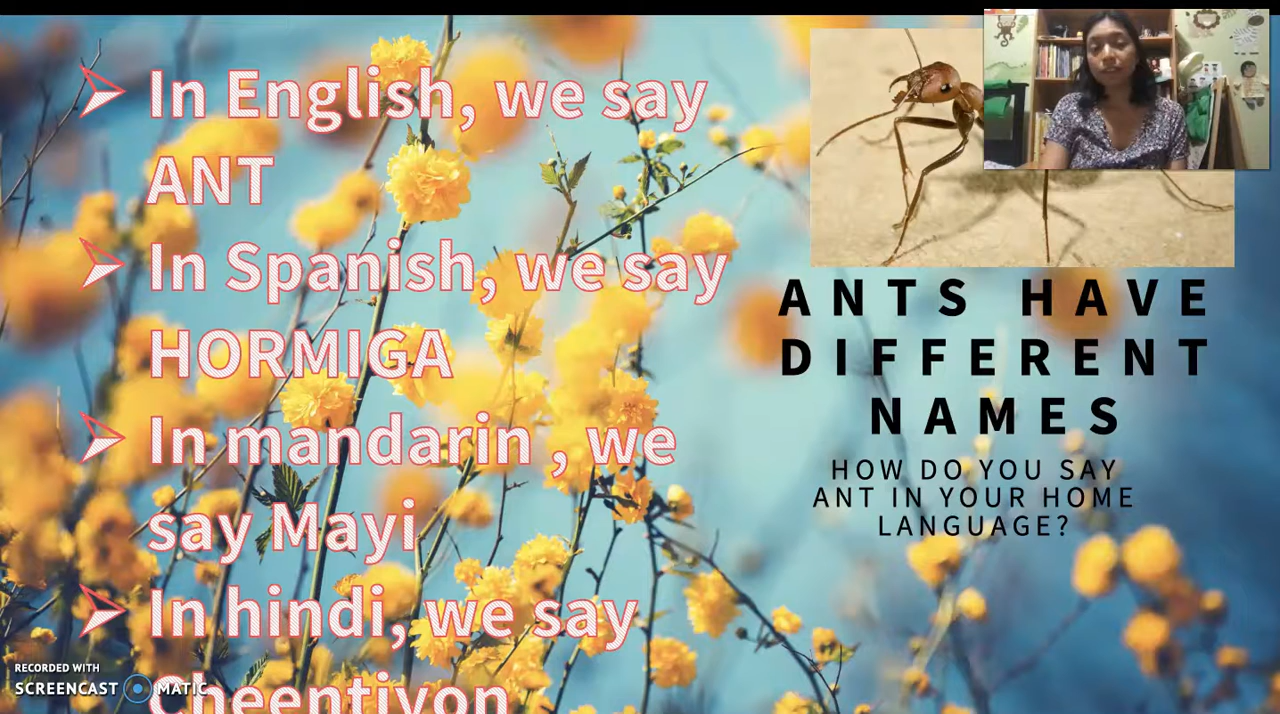 In English, we say
ANT
In Spanish, we say
HORMIGA
In mandarin , we
say Mayi
In hindi, we say
Cheentiyon
ANTS HAVE
DIFFERENT
NAMES
HOW DO YOU SAY
ANT IN YOUR HOME
LANGUAGE?
RECORDED WITH
SCREENCAST MATIC